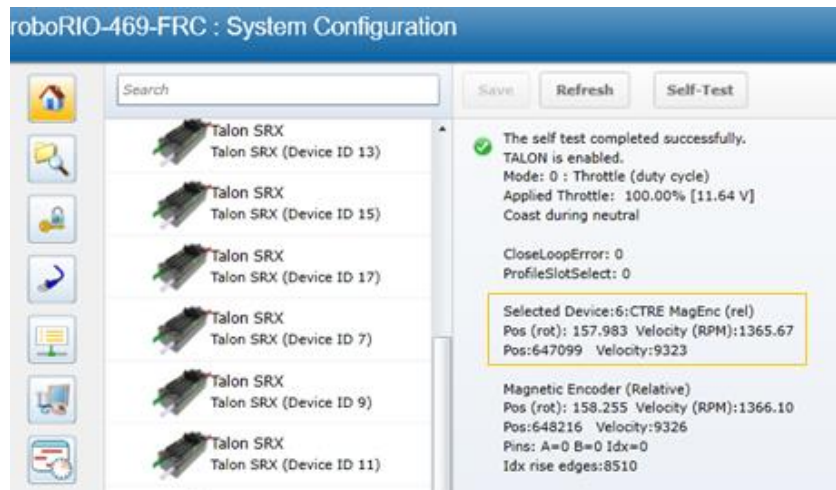 roboRIO-469-FRC : System Configuration
Search
Talon SRX
Talon SRX (Device ID 13)
Talon SRX
Talon SRX (Device ID 15)
Talon SRX
Talon SRX (Device ID 17)
Talon SRX
Talon SRX (Device ID 7)
Talon SRX
Talon SRX (Device ID 9)
Talon SRX
Talon SRX (Device ID 11)
Save Refresh Self-Test
The self test completed successfully.
TALON is enabled.
Mode: 0 : Throttle (duty cycle)
Applied Throttle: 100.00% [11.64 V]
Coast during neutral
CloseLoopError: 0
ProfileSlotSelect: 0
Selected Device:6:CTRE MagEnc (rel)
Pos (rot): 157.983 Velocity (RPM):1365.67
Pos:647099 Velocity:9323
Magnetic Encoder (Relative)
Pos (rot): 158.255 Velocity (RPM):1366.10
Pos:648216 Velocity:9326
Pins: A=0 B=0 Idx=0
Idx rise edges:8510